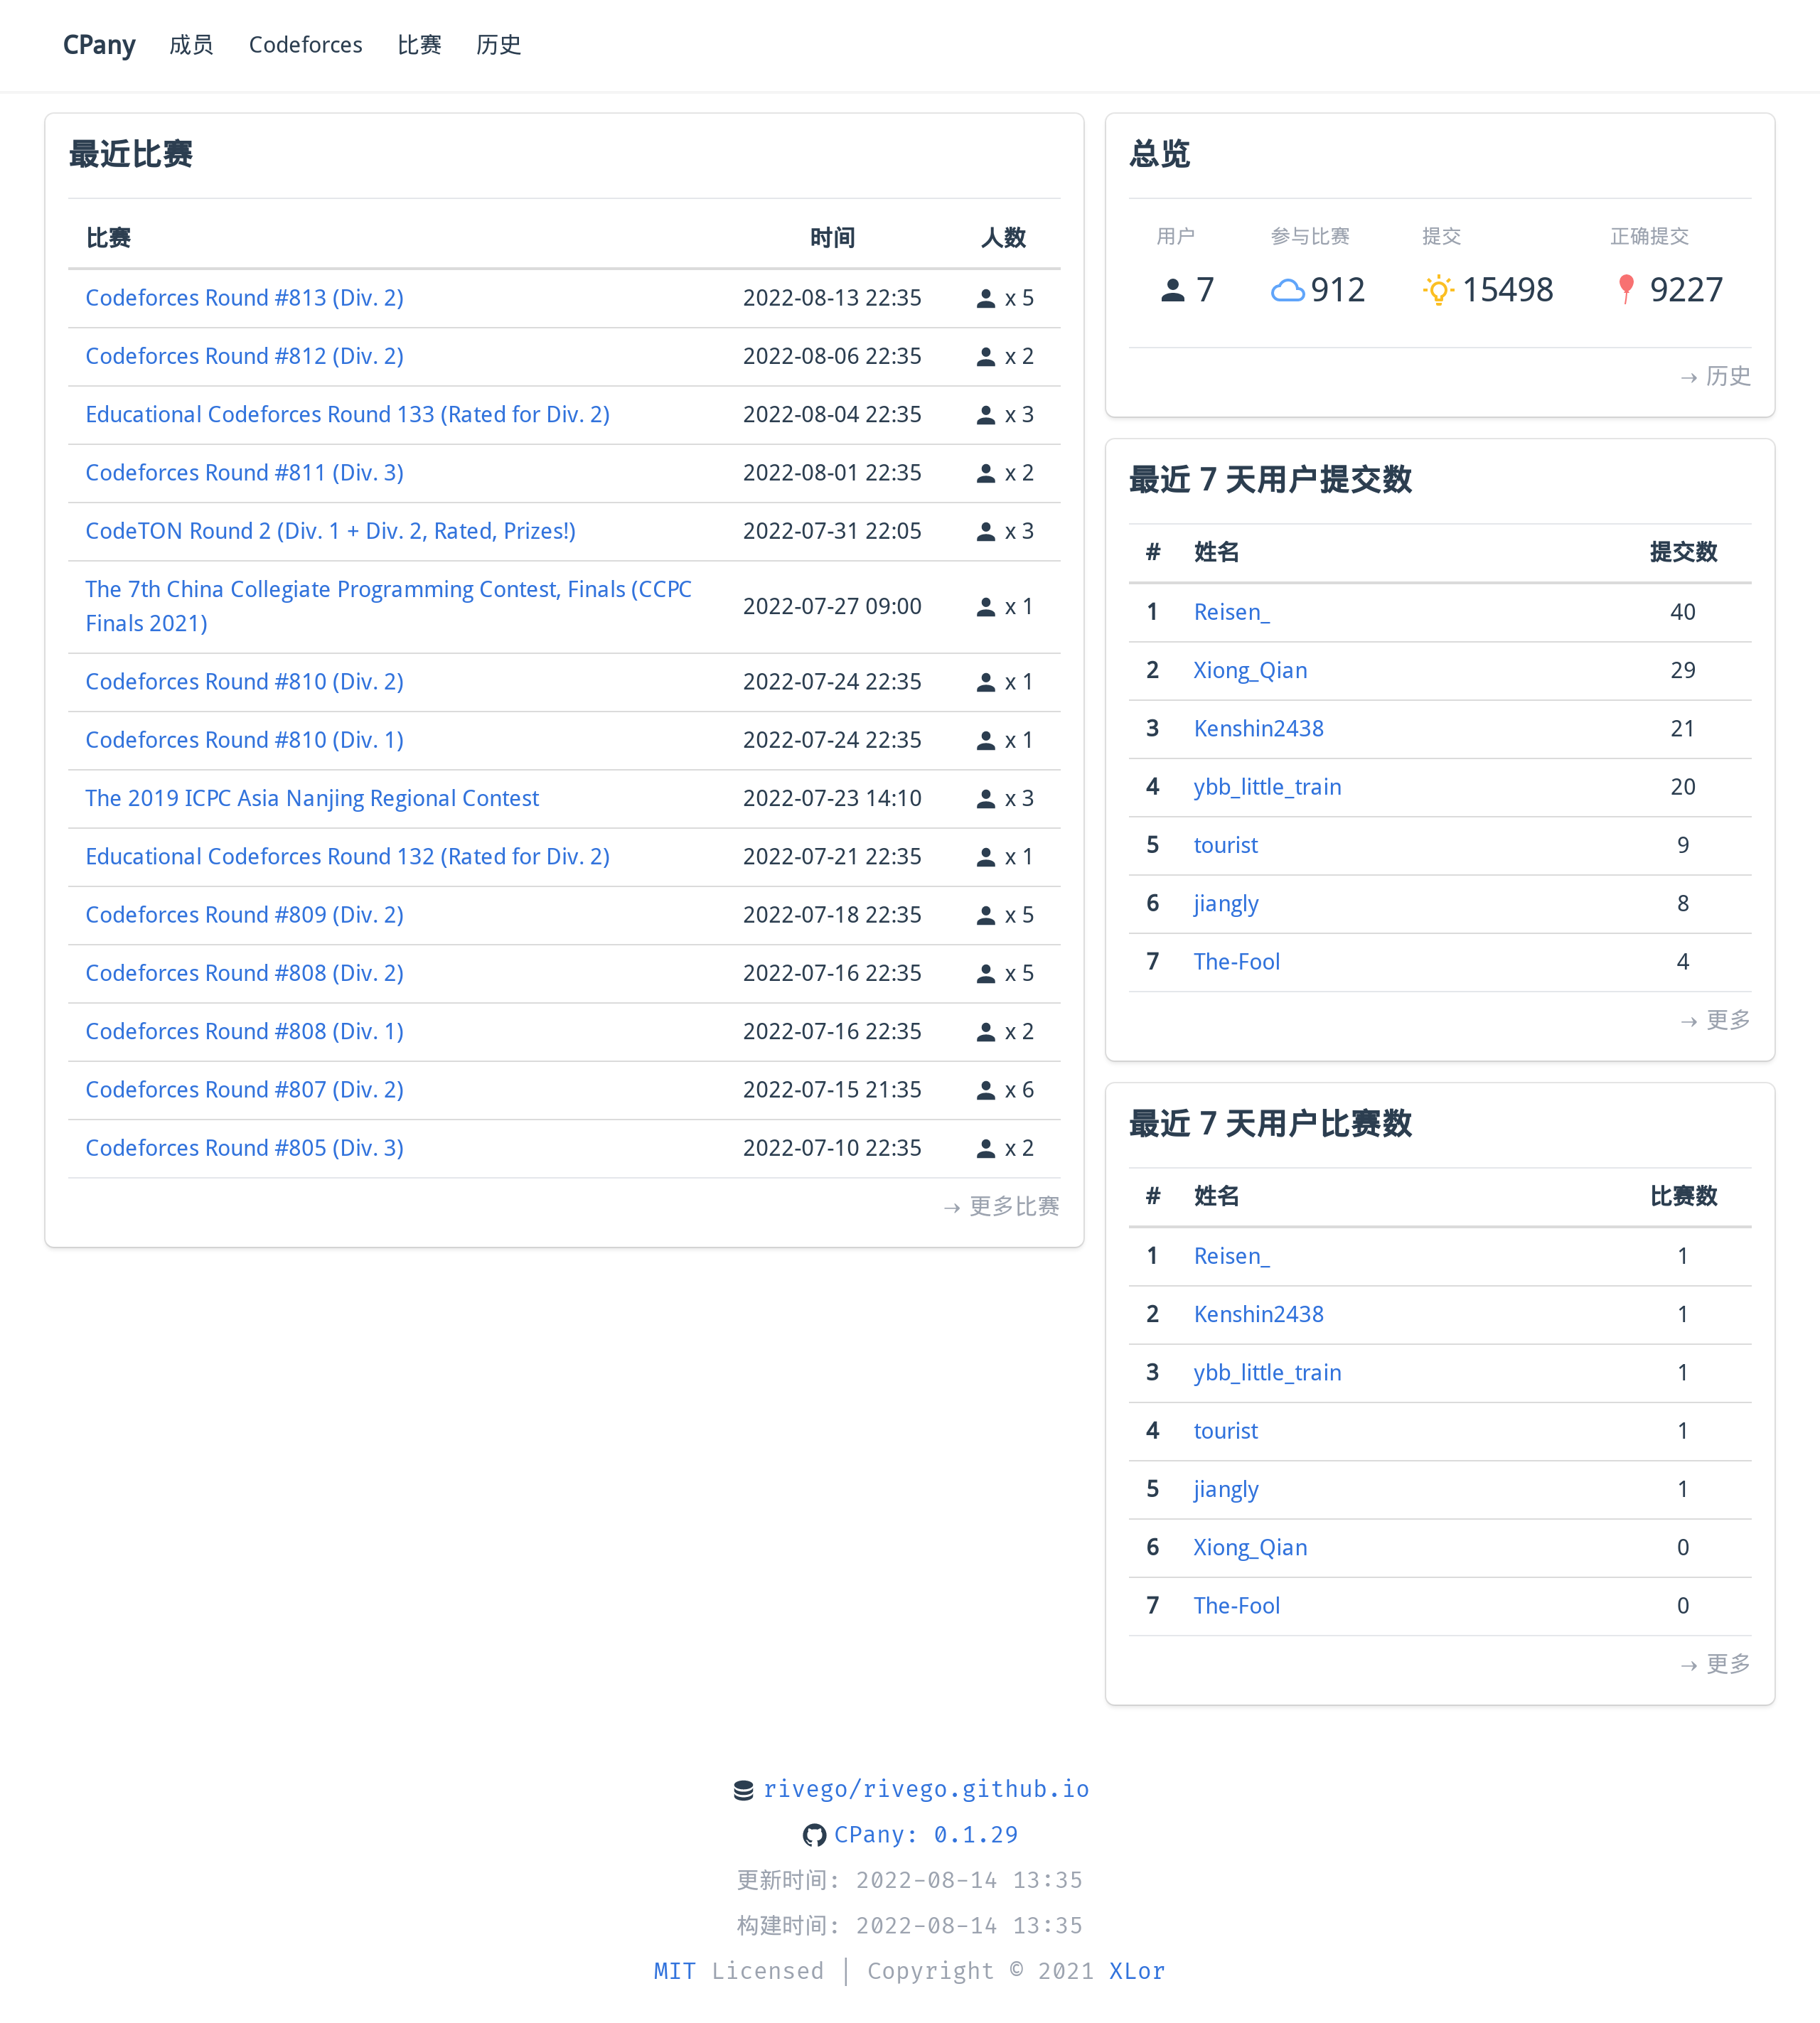 CPany 成员 Codeforces 比赛 历史
最近比赛
比赛 时间 人数
Codeforces Round #813 (Div. 2) 2022-08-13 22:35 x 5
Codeforces Round #812 (Div. 2) 2022-08-06 22:35 x 2
Educational Codeforces Round 133 (Rated for Div. 2) 2022-08-04 22:35 x 3
Codeforces Round #811 (Div. 3) 2022-08-01 22:35 x 2
CodeTON Round 2 (Div. 1 + Div. 2, Rated, Prizes!) 2022-07-31 22:05 x 3
The 7th China Collegiate Programming Contest, Finals (CCPC
Finals 2021) 2022-07-27 09:00 x 1
Codeforces Round #810 (Div. 2) 2022-07-24 22:35 x 1
Codeforces Round #810 (Div. 1) 2022-07-24 22:35 x 1
The 2019 ICPC Asia Nanjing Regional Contest 2022-07-23 14:10 x 3
Educational Codeforces Round 132 (Rated for Div. 2) 2022-07-21 22:35 x 1
Codeforces Round #809 (Div. 2) 2022-07-18 22:35 x 5
Codeforces Round #808 (Div. 2) 2022-07-16 22:35 x 5
Codeforces Round #808 (Div. 1) 2022-07-16 22:35 x 2
Codeforces Round #807 (Div. 2) 2022-07-15 21:35 x 6
Codeforces Round #805 (Div. 3) 2022-07-10 22:35 x 2
→ 更多比赛
总览
用户 参与比赛 提交 正确提交
7 912 15498 9227
→ 历史
最近 7 天用户提交数
# 姓名 提交数
1 Reisen_ 40
2 Xiong_Qian 29
3 Kenshin2438 21
4 ybb_little_train 20
5 tourist 9
6 jiangly 8
7 The-Fool 4
→ 更多
最近 7 天用户比赛数
# 姓名 比赛数
1 Reisen_ 1
2 Kenshin2438 1
3 ybb_little_train 1
4 tourist 1
5 jiangly 1
6 Xiong_Qian 0
7 The-Fool 0
→ 更多
rivego/rivego.github.io
CPany: 0.1.29
更新时间: 2022-08-14 13:35
构建时间: 2022-08-14 13:35
MIT Licensed | Copyright © 2021 XLor